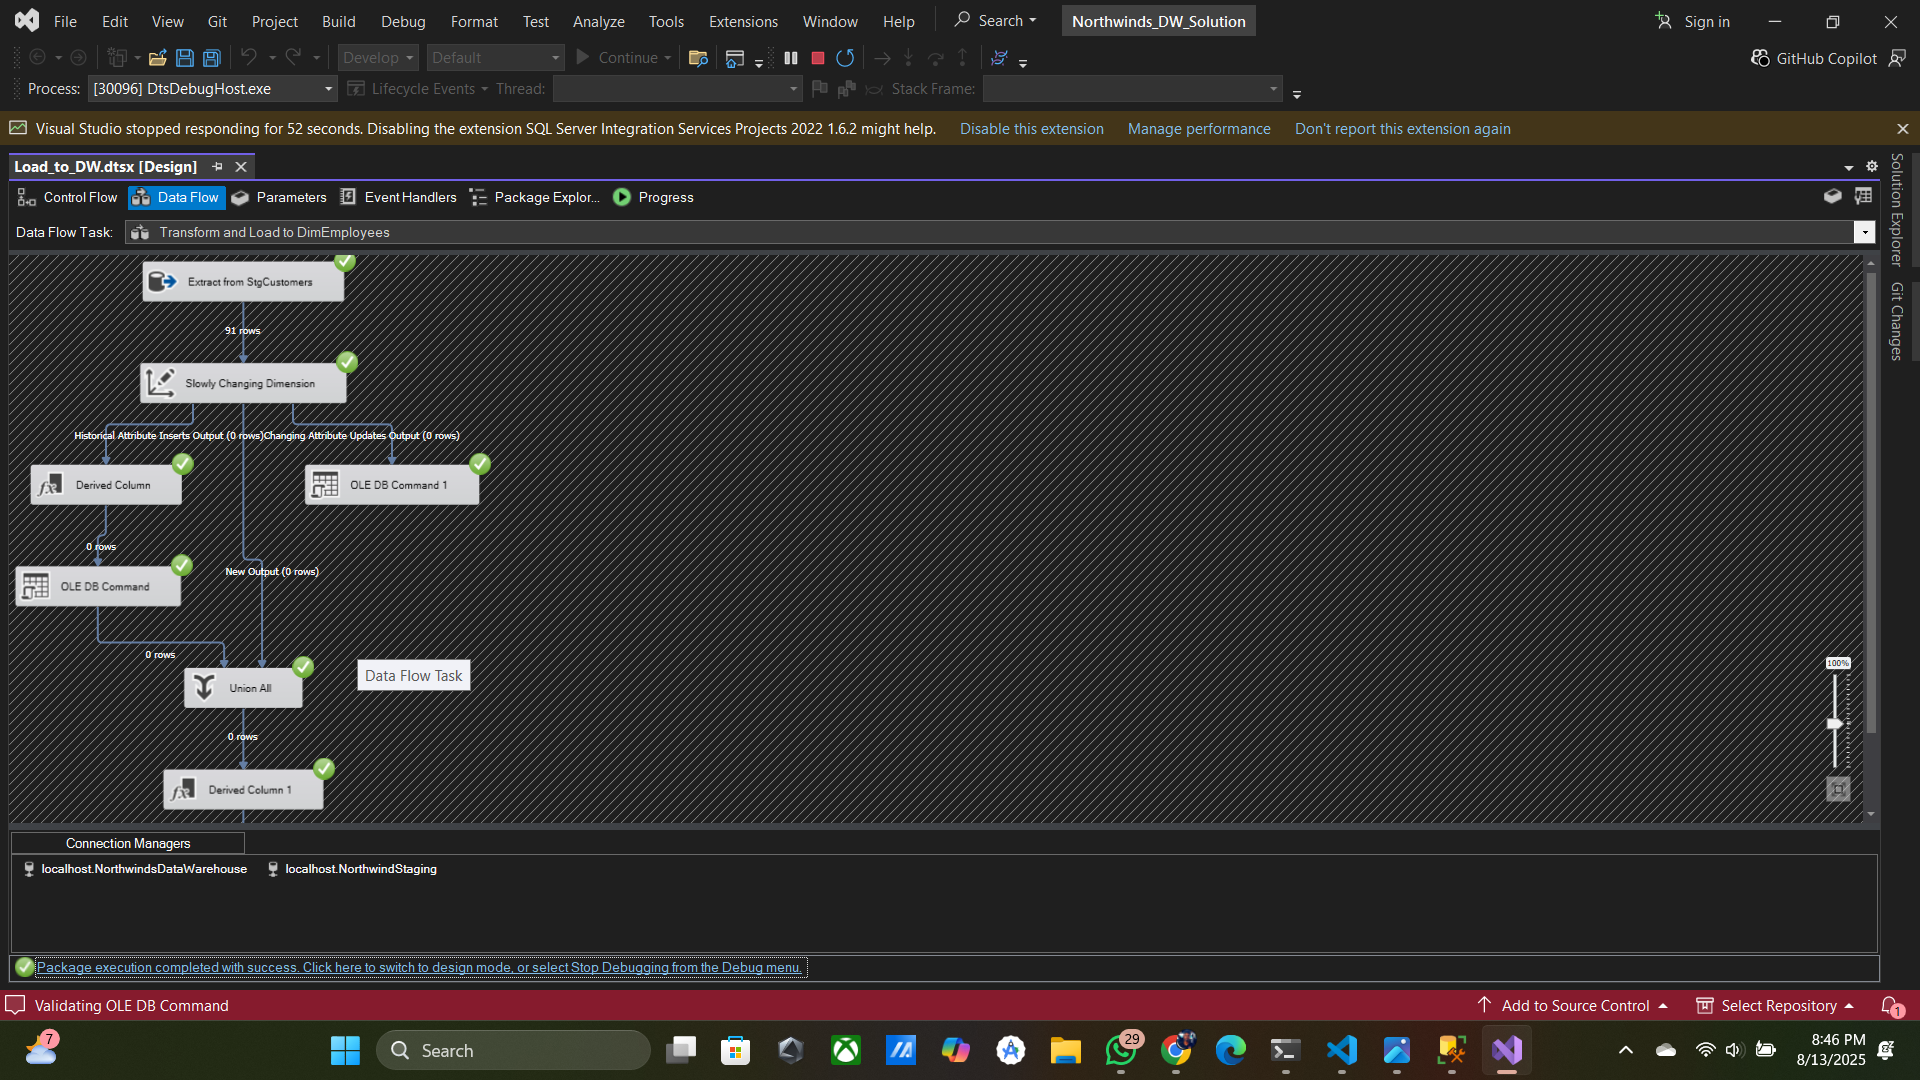 File Edit View Git Project Build Debug Format Test Analyze Tools Extensions Window Help Search Northwinds_DW_Solution Sign in
Develop Default Continue GitHub Copilot
Process: [30096] DtsDebugHost.exe Lifecycle Events Thread: Stack Frame:
Visual Studio stopped responding for 52 seconds. Disabling the extension SQL Server Integration Services Projects 2022 1.6.2 might help. Disable this extension Manage performance Don't report this extension again
Load_to_DW.dtsx [Design]
Control Flow Data Flow Parameters Event Handlers Package Explor... Progress
Data Flow Task: Transform and Load to DimEmployees
Solution Explorer
Git Changes
Extract from StgCustomers
91 rows
Slowly Changing Dimension
Historical Attribute Inserts Output (0 rows) Changing Attribute Updates Output (0 rows)
Derived Column OLE DB Command 1
0 rows
New Output (0 rows)
OLE DB Command
0 rows
Data Flow Task
100%
Union All
0 rows
Derived Column 1
Connection Managers
localhost.NorthwindsDataWarehouse localhost.NorthwindStaging
Package execution completed with success. Click here to switch to design mode, or select Stop Debugging from the Debug menu.
Validating OLE DB Command Add to Source Control Select Repository 1
7 Search 29 8:46 PM
8/13/2025